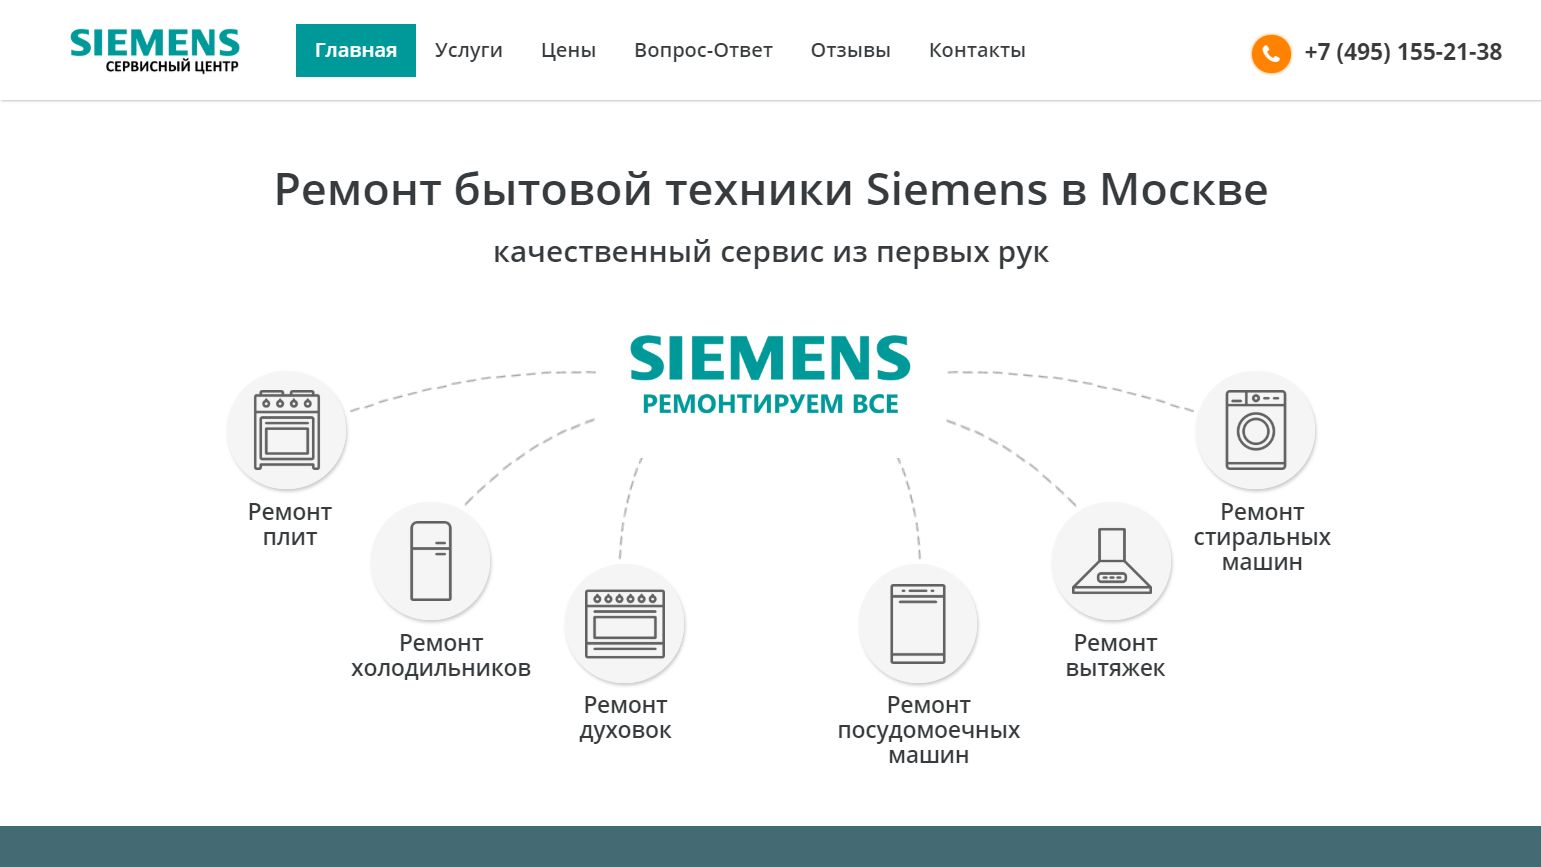 SIEMENS
СЕРВИСНЫЙ ЦЕНТР
Главная
Услуги
Цены
Вопрос-Ответ
Отзывы
Контакты
+7 (495) 155-21-38
Ремонт бытовой техники Siemens в Москве
качественный сервис из первых рук
SIEMENS
РЕМОНТИРУЕМ ВСЕ
Ремонт
плит
Ремонт
холодильников
Ремонт
духовок
Ремонт
посудомоечных
машин
Ремонт
вытяжек
Ремонт
стиральных
машин